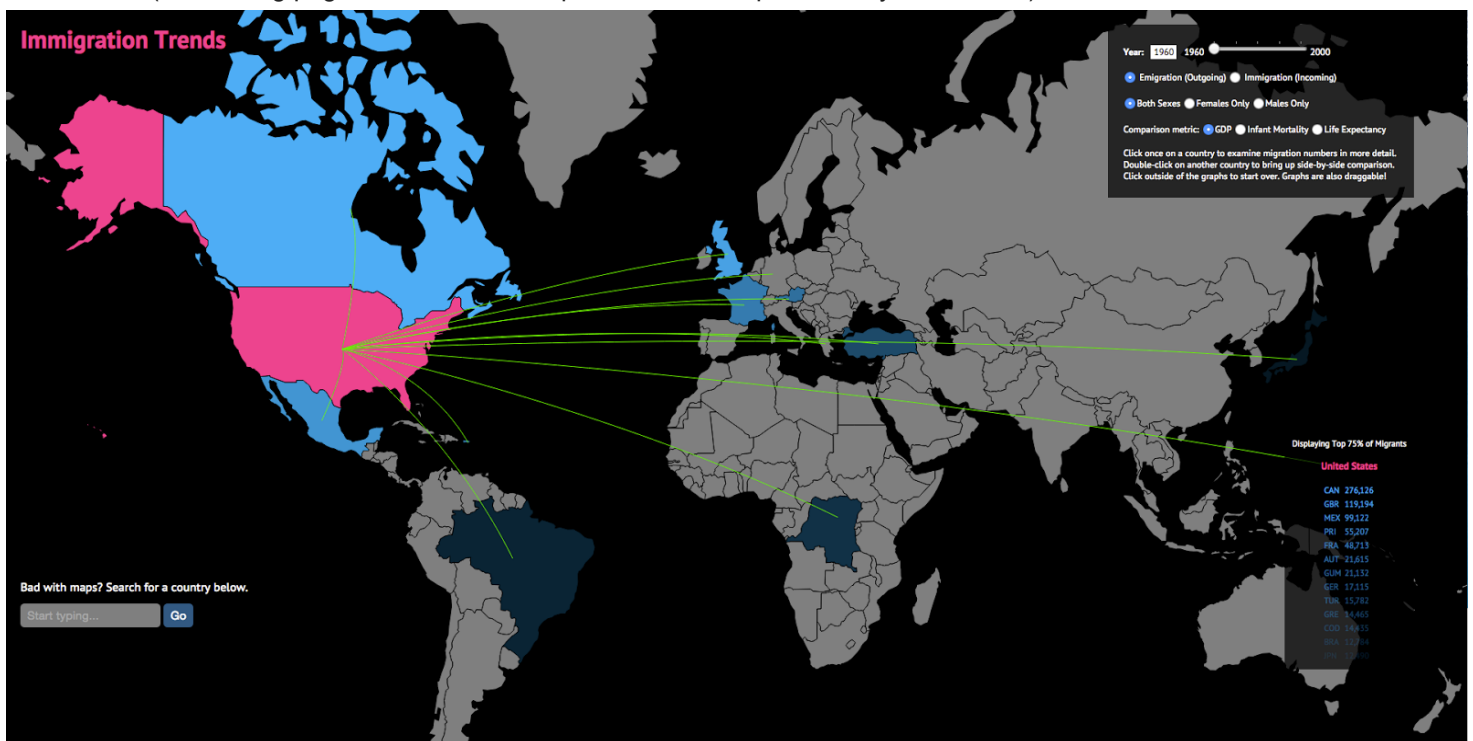 Immigration Trends
Year: 1960 1960 2000
Emigration (Outgoing) Immigration (Incoming)
Both Sexes Females Only Males Only
Comparison metric: GDP Infant Mortality Life Expectancy
Click once on a country to examine migration numbers in more detail.
Double-click on another country to bring up side-by-side comparison.
Click outside of the graphs to start over. Graphs are also draggable!
Displaying Top 75% of Migrants
United States
CAN 276,126
GBR 119,194
MEX 99,122
PRI 55,207
FRA 48,713
AUT 21,615
GUM 21,132
GER 17,115
TUR 15,782
GRE 14,465
COD 14,435
BRA
JPN
Bad with maps? Search for a country below.
Start typing...
Go